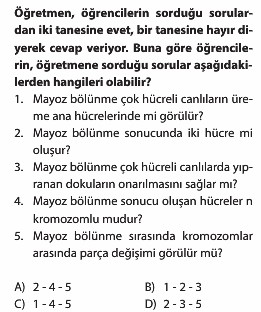 Öğretmen, öğrencilerin sorduğu sorular-
dan iki tanesine evet, bir tanesine hayır di-
yerek cevap veriyor. Buna göre öğrencile-
rin, öğretmene sorduğu sorular aşağıdaki-
lerden hangileri olabilir?
1. Mayoz bölünme çok hücreli canlıların üre-
me ana hücrelerinde mi görülür?
2. Mayoz bölünme sonucunda iki hücre mi
oluşur?
3. Mayoz bölünme çok hücreli canlılarda yıp-
ranan dokuların onarılmasını sağlar mı?
4. Mayoz bölünme sonucu oluşan hücreler n
kromozomlu mudur?
5. Mayoz bölünme sırasında kromozomlar
arasında parça değişimi görülür mü?
A) 2 - 4 - 5 B) 1 - 2 - 3
C) 1 - 4 - 5 D) 2 - 3 - 5